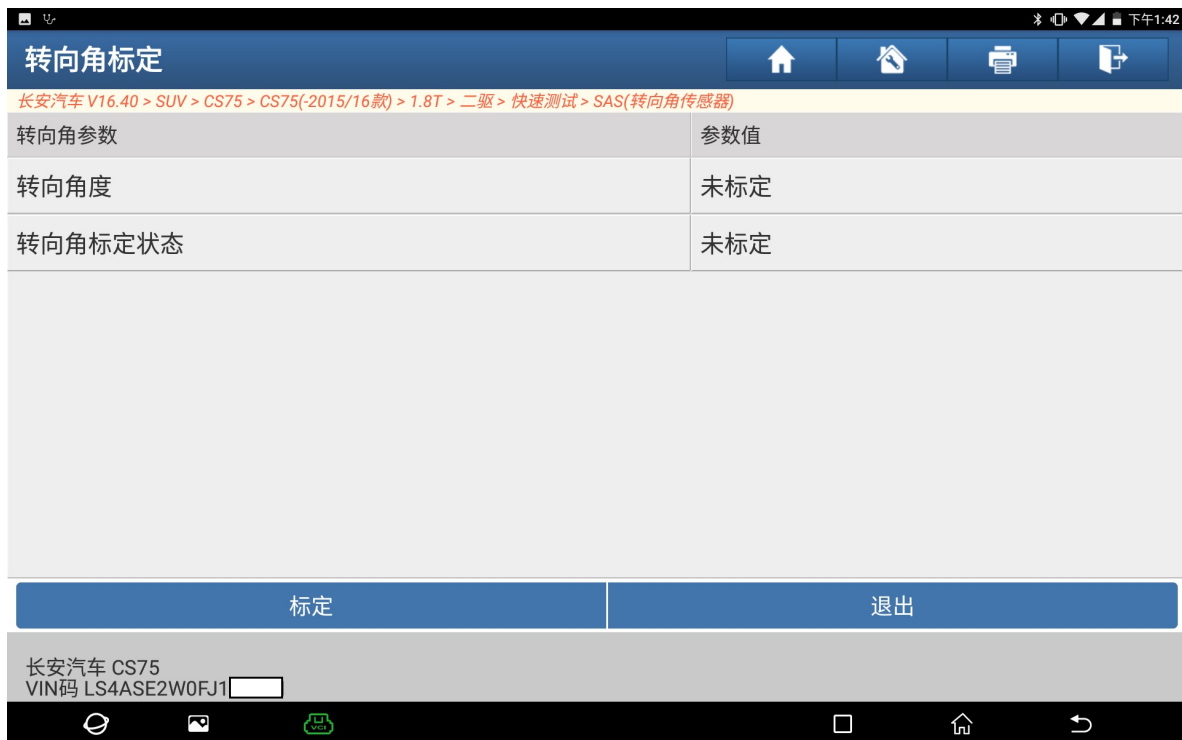 下午1:42
转向角标定
长安汽车 V16.40 > SUV > CS75 > CS75(-2015/16款) > 1.8T > 二驱 > 快速测试 > SAS(转向角传感器)
转向角参数 参数值
转向角度 未标定
转向角标定状态 未标定
标定 退出
长安汽车 CS75
VIN码 LS4ASE2W0FJ1
VCI